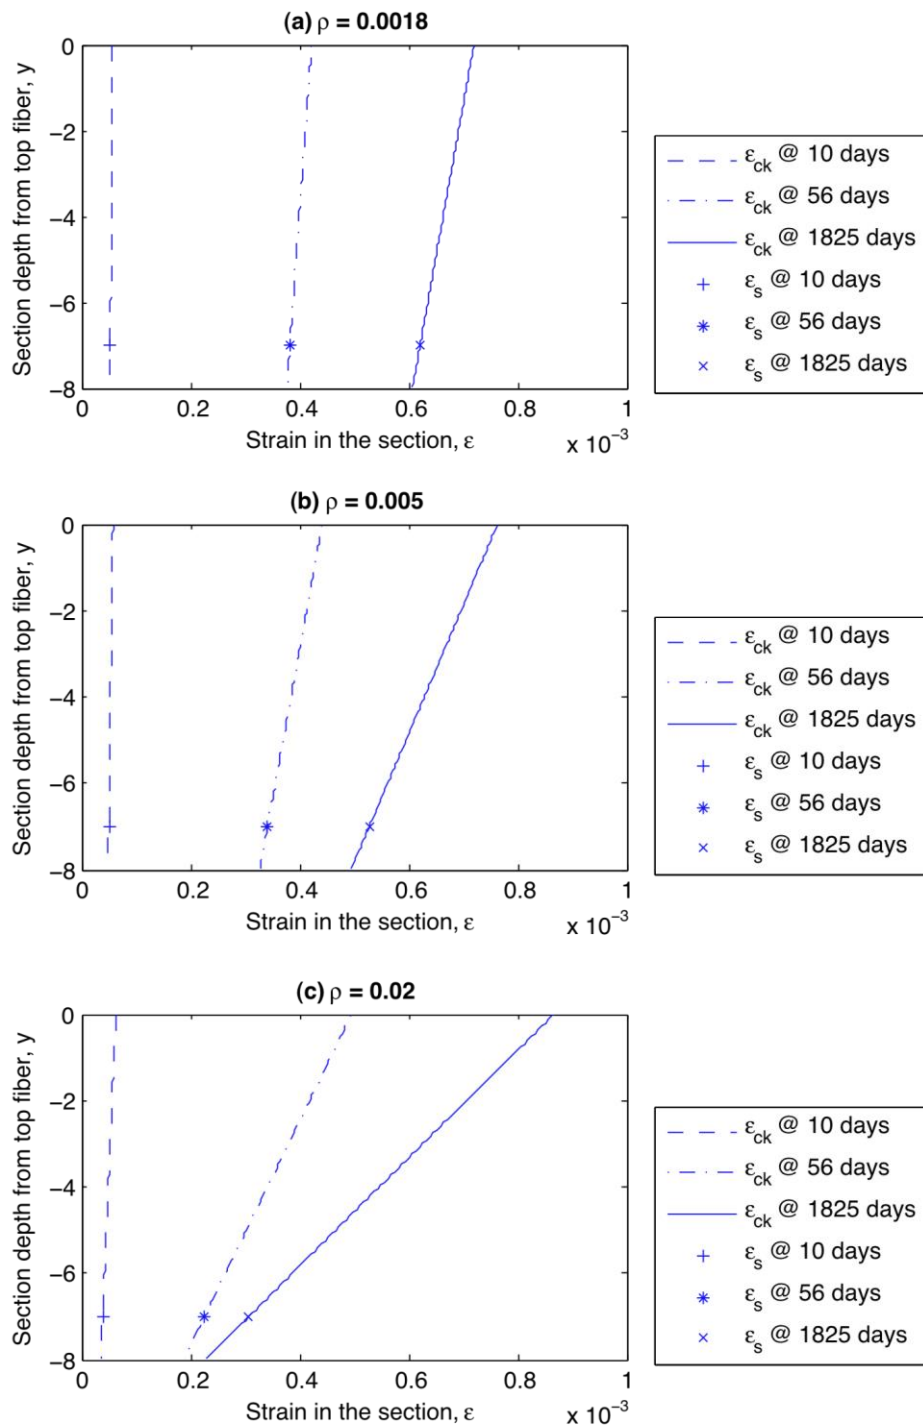 (a) ρ = 0.0018
0
−2
−4
−6
−8
0 0.2 0.4 0.6 0.8 1
Section depth from top fiber, y
Strain in the section, ε
x 10⁻³
ε_ck @ 10 days
ε_ck @ 56 days
ε_ck @ 1825 days
ε_s @ 10 days
ε_s @ 56 days
ε_s @ 1825 days
(b) ρ = 0.005
0
−2
−4
−6
−8
0 0.2 0.4 0.6 0.8 1
Section depth from top fiber, y
Strain in the section, ε
x 10⁻³
ε_ck @ 10 days
ε_ck @ 56 days
ε_ck @ 1825 days
ε_s @ 10 days
ε_s @ 56 days
ε_s @ 1825 days
(c) ρ = 0.02
0
−2
−4
−6
−8
0 0.2 0.4 0.6 0.8 1
Section depth from top fiber, y
Strain in the section, ε
x 10⁻³
ε_ck @ 10 days
ε_ck @ 56 days
ε_ck @ 1825 days
ε_s @ 10 days
ε_s @ 56 days
ε_s @ 1825 days